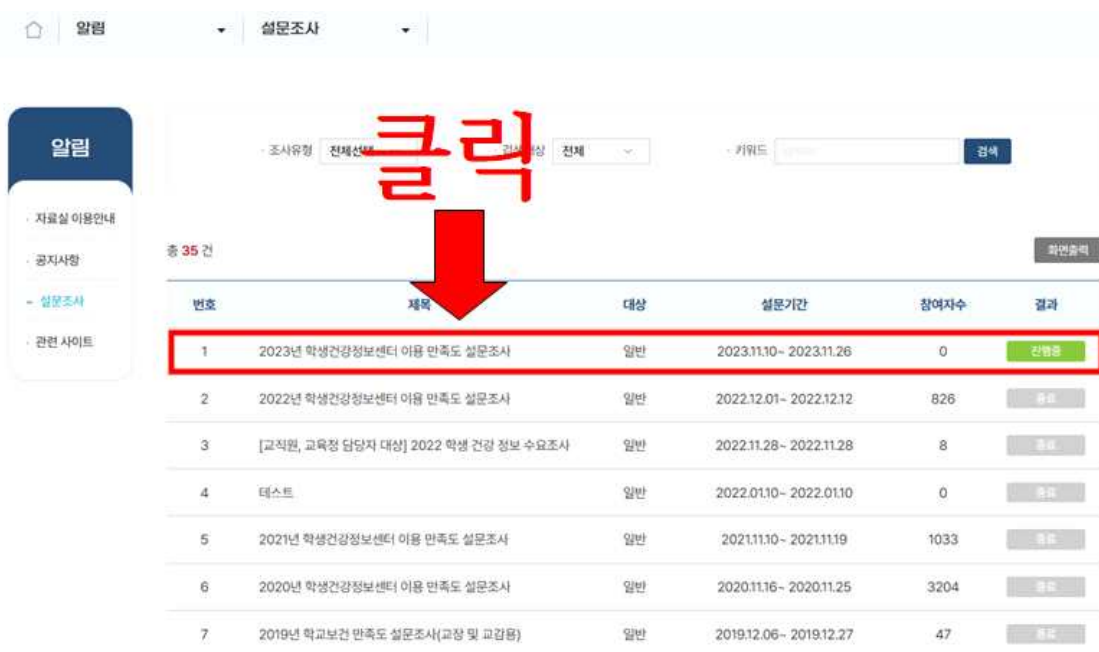 알림 설문조사
클릭
알림
조사유형 전체선택 상 전체 키워드 검색
자료실 이용안내
공지사항
설문조사
관련 사이트
총 35 건 화면출력
번호 제목 대상 설문기간 참여자수 결과
1 2023년 학생건강정보센터 이용 만족도 설문조사 일반 2023.11.10~ 2023.11.26 0 진행중
2 2022년 학생건강정보센터 이용 만족도 설문조사 일반 2022.12.01~ 2022.12.12 826 종료
3 [교직원, 교육청 담당자 대상] 2022 학생 건강 정보 수요조사 일반 2022.11.28~ 2022.11.28 8 종료
4 테스트 일반 2022.01.10~ 2022.01.10 0 종료
5 2021년 학생건강정보센터 이용 만족도 설문조사 일반 2021.11.10~ 2021.11.19 1033 종료
6 2020년 학생건강정보센터 이용 만족도 설문조사 일반 2020.11.16~ 2020.11.25 3204 종료
7 2019년 학교보건 만족도 설문조사(교장 및 교감용) 일반 2019.12.06~ 2019.12.27 47 종료